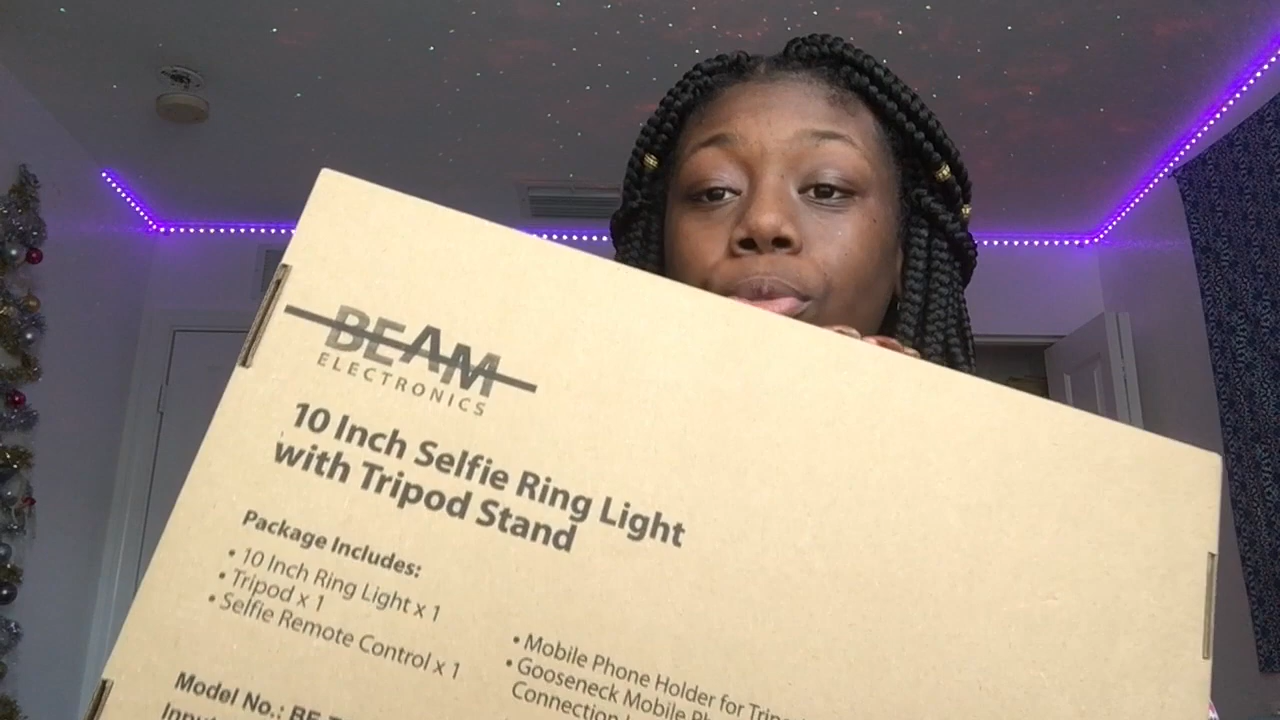 BEAM
ELECTRONICS
10 Inch Selfie Ring Light
with Tripod Stand
Package Includes:
• 10 Inch Ring Light x 1
• Tripod x 1
• Selfie Remote Control x 1
• Mobile Phone Holder for
• Gooseneck Mobile
Connection
Model No.: